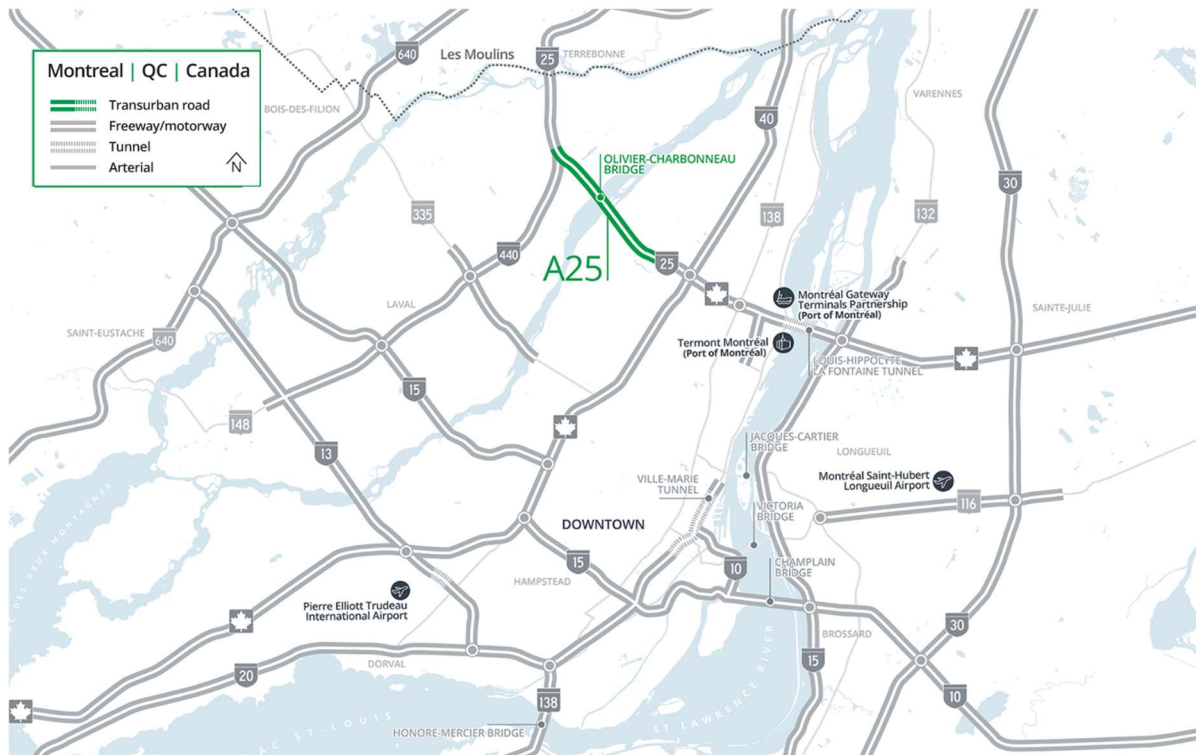 Montreal | QC | Canada
Transurban road
Freeway/motorway
Tunnel
Arterial
N
640
25
Les Moulins
TERREBONNE
BOIS-DES-FILION
VARENNES
40
OLIVIER-CHARBONNEAU
BRIDGE
30
335
138
132
440
A25
25
LAVAL
Montréal Gateway
Terminals Partnership
(Port of Montréal)
SAINTE-JULIE
SAINT-EUSTACHE
640
Termont Montréal
(Port of Montréal)
LOUIS-HIPPOLYTE
LA FONTAINE TUNNEL
15
148
13
JACQUES-CARTIER
BRIDGE
LONGUEUIL
VILLE-MARIE
TUNNEL
Montréal Saint-Hubert
Longueuil Airport
116
DOWNTOWN
VICTORIA
BRIDGE
15
10
CHAMPLAIN
BRIDGE
HAMPSTEAD
Pierre Elliott Trudeau
International Airport
30
BROSSARD
DORVAL
20
15
10
138
HONORE-MERCIER BRIDGE
ST LAWRENCE RIVER
AC ST-LOUIS
C DES DEUX MONTAGNES